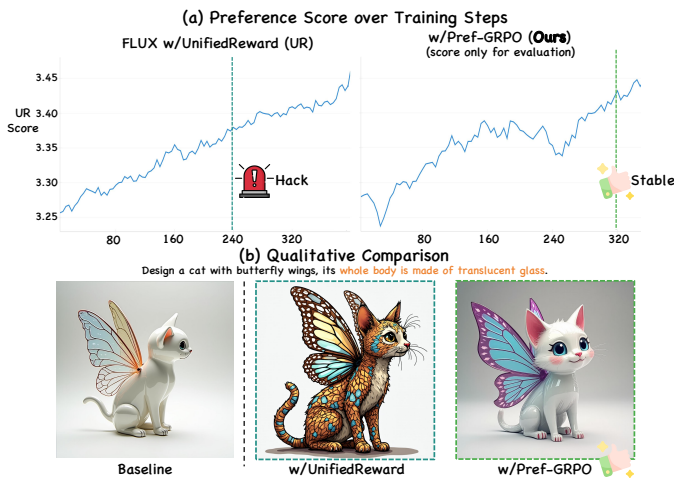 (a) Preference Score over Training Steps
FLUX w/UnifiedReward (UR)
w/Pref-GRPO (Ours)
(score only for evaluation)
UR
Score
3.45
3.40
3.35
3.30
3.25
Hack
Stable
80 160 240 320
80 160 240 320
(b) Qualitative Comparison
Design a cat with butterfly wings, its whole body is made of translucent glass.
Baseline
w/UnifiedReward
w/Pref-GRPO